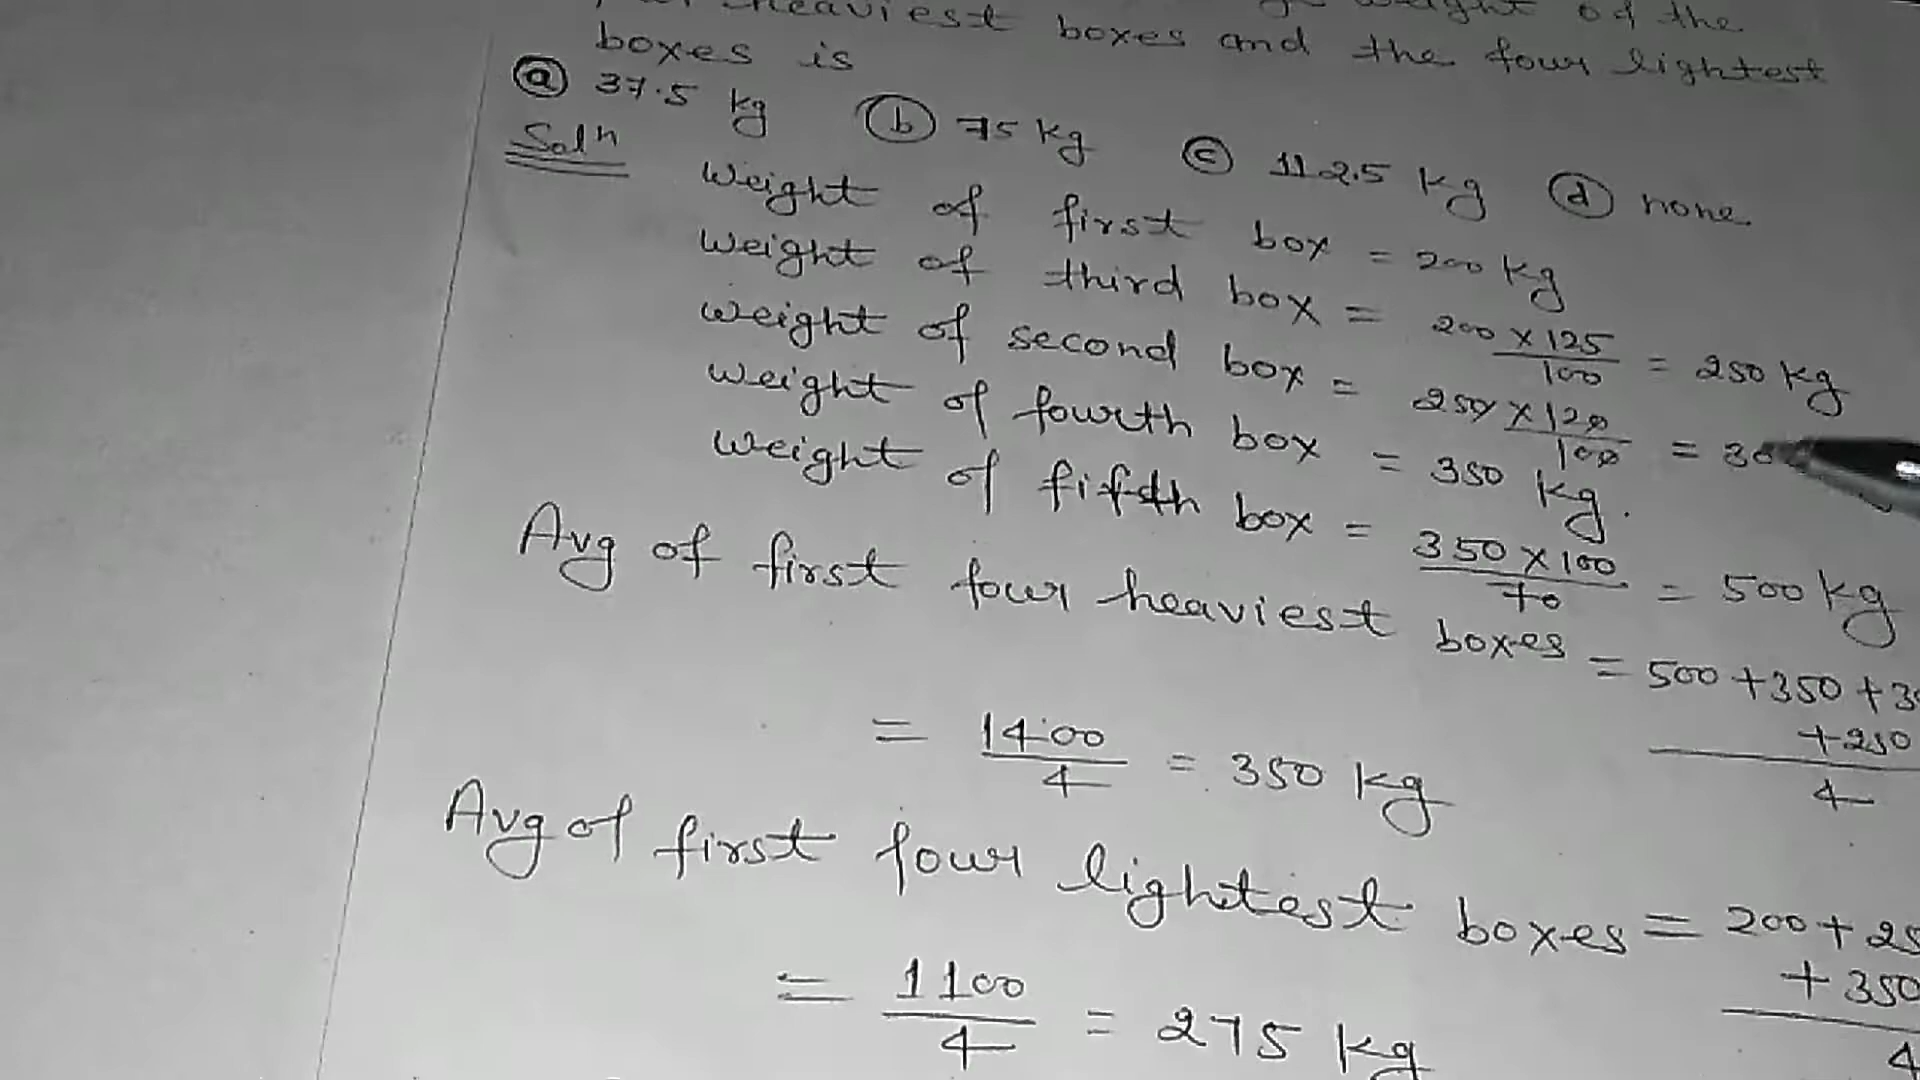 heaviest boxes and the four lightest
of the
boxes is
(a) 37.5 kg (b) 75 kg (c) 112.5 kg (d) none.
Solⁿ
Weight of first box = 200 kg
Weight of third box = 200 × 125 / 100 = 250 kg
Weight of second box = 250 × 120 / 100 = 30
Weight of fourth box = 350 kg.
Weight of fifth box = 350 × 100 / 70 = 500 kg
Avg of first four heaviest boxes = 500 + 350 + 3
+ 250
4
= 1400 / 4 = 350 kg
Avg of first four lightest boxes = 200 + 25
+ 350
4
= 1100 / 4 = 275 kg